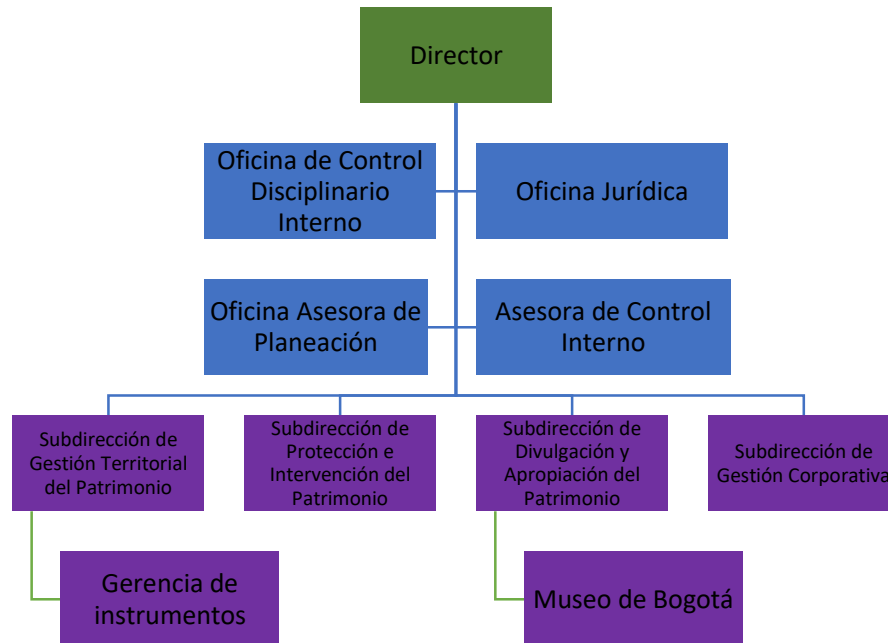 Director
Oficina de Control
Disciplinario
Interno
Oficina Jurídica
Oficina Asesora de
Planeación
Asesora de Control
Interno
Subdirección de
Gestión Territorial
del Patrimonio
Subdirección de
Protección e
Intervención del
Patrimonio
Subdirección de
Divulgación y
Apropiación del
Patrimonio
Subdirección de
Gestión Corporativa
Gerencia de
instrumentos
Museo de Bogotá